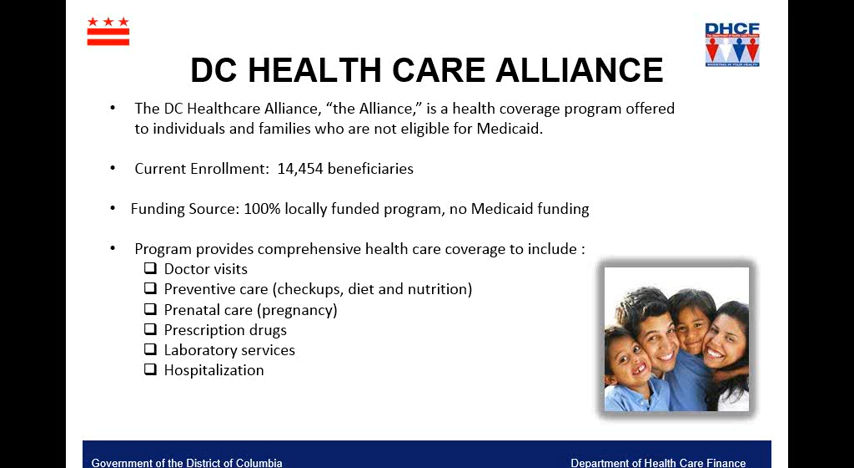 DHCF
DC HEALTH CARE ALLIANCE
• The DC Healthcare Alliance, “the Alliance,” is a health coverage program offered
to individuals and families who are not eligible for Medicaid.
• Current Enrollment: 14,454 beneficiaries
• Funding Source: 100% locally funded program, no Medicaid funding
• Program provides comprehensive health care coverage to include :
❑ Doctor visits
❑ Preventive care (checkups, diet and nutrition)
❑ Prenatal care (pregnancy)
❑ Prescription drugs
❑ Laboratory services
❑ Hospitalization
Government of the District of Columbia
Department of Health Care Finance